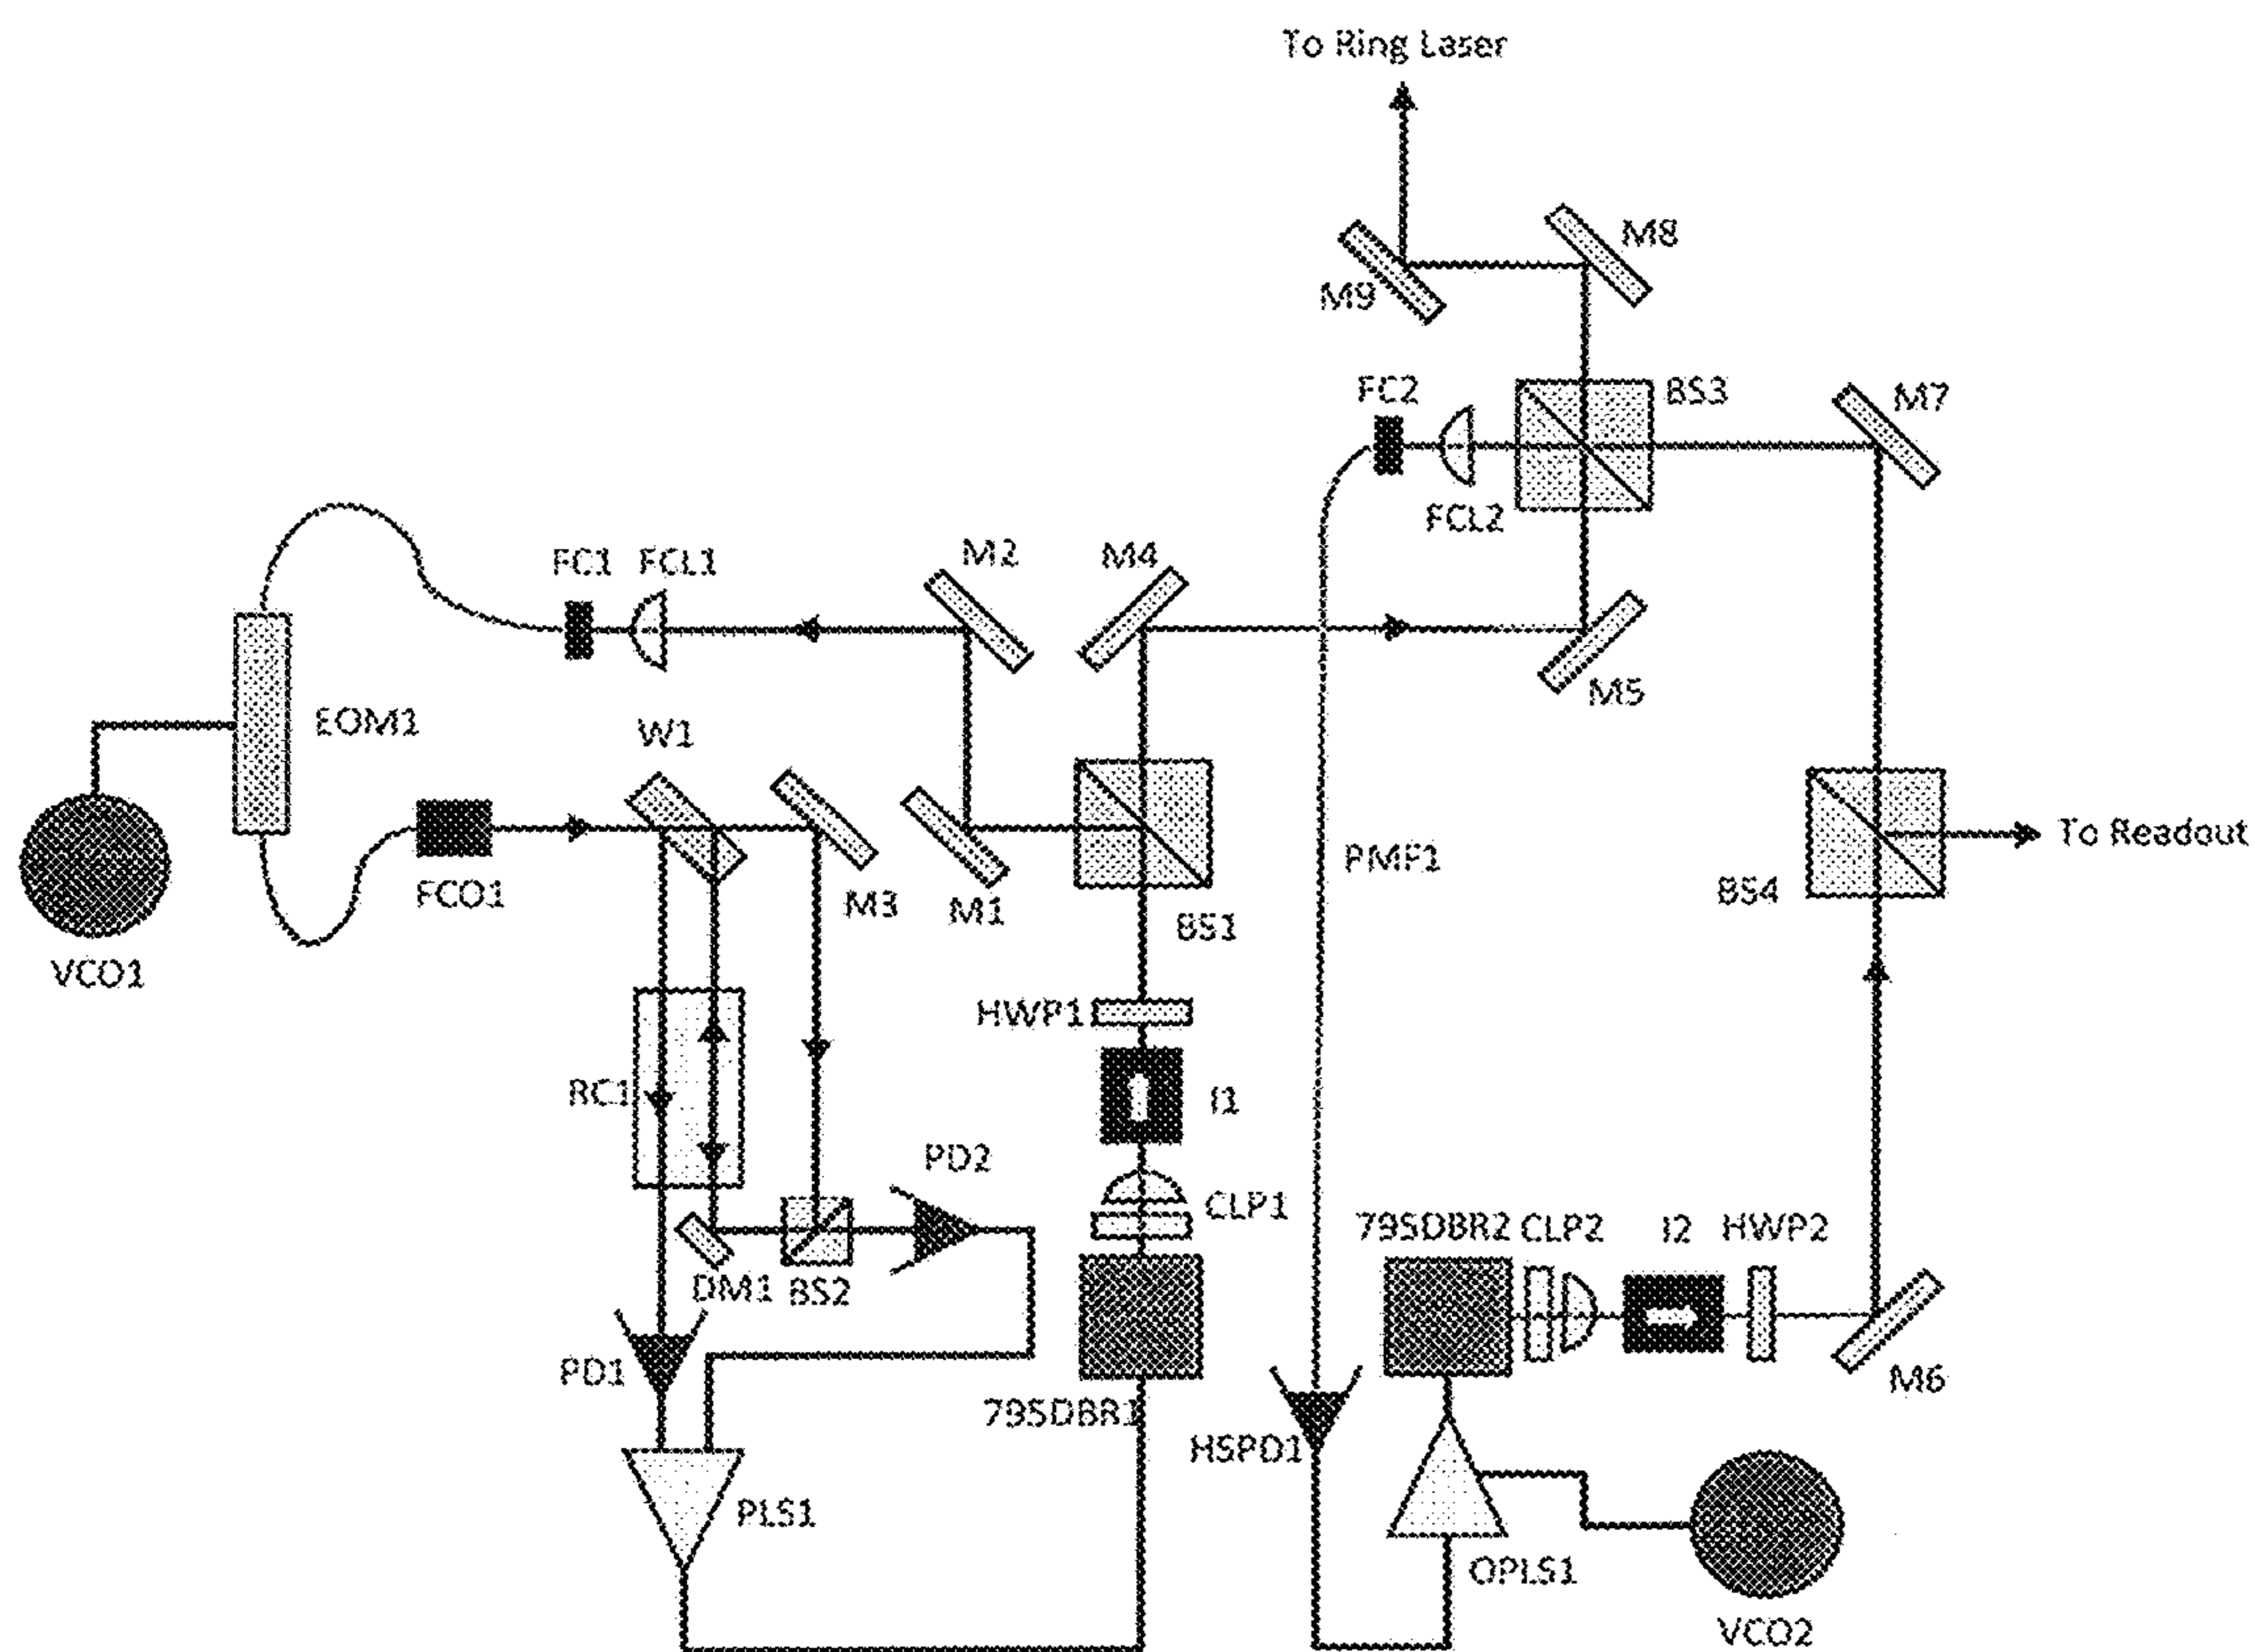 To Ring Laser
M8
M9
FC2
BS3
M7
FCL2
FC1
FCL1
M2
M4
M5
EOM1
W1
PMF1
To Readout
BS4
FCO1
M3
M1
BS1
VCO1
HWP1
RC1
I1
PD2
CLP1
795DBR2
CLP2
I2
HWP2
DM1
BS2
PD1
M6
795DBR1
HSPD1
PLS1
OPLS1
VCO2